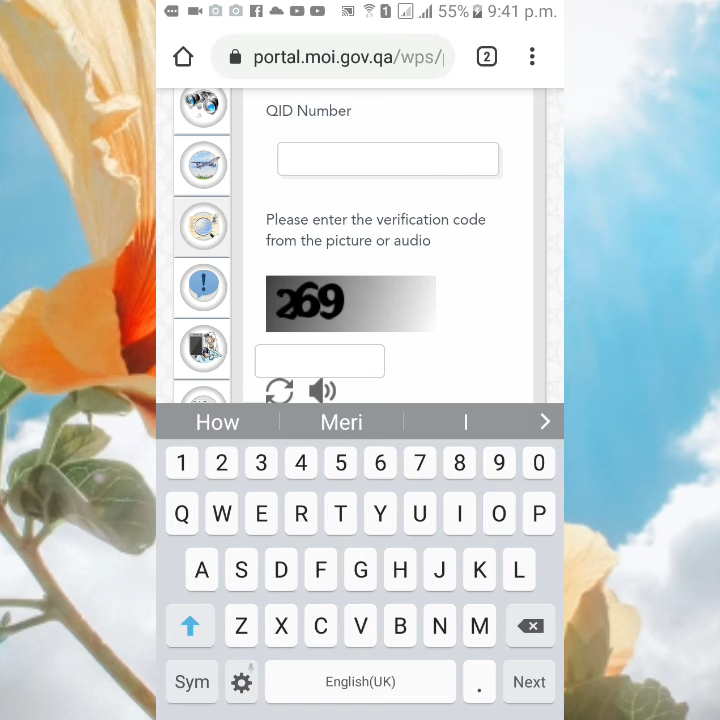 55% 9:41 p.m.
portal.moi.gov.qa/wps/
2
QID Number
Please enter the verification code
from the picture or audio
269
How Meri I
1 2 3 4 5 6 7 8 9 0
Q W E R T Y U I O P
A S D F G H J K L
Z X C V B N M
Sym English(UK) . Next